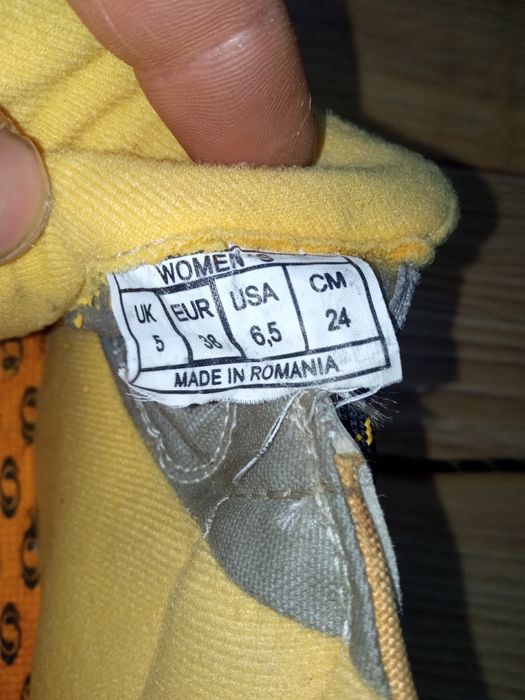 WOMEN'S
UK EUR USA CM
5 38 6,5 24
MADE IN ROMANIA